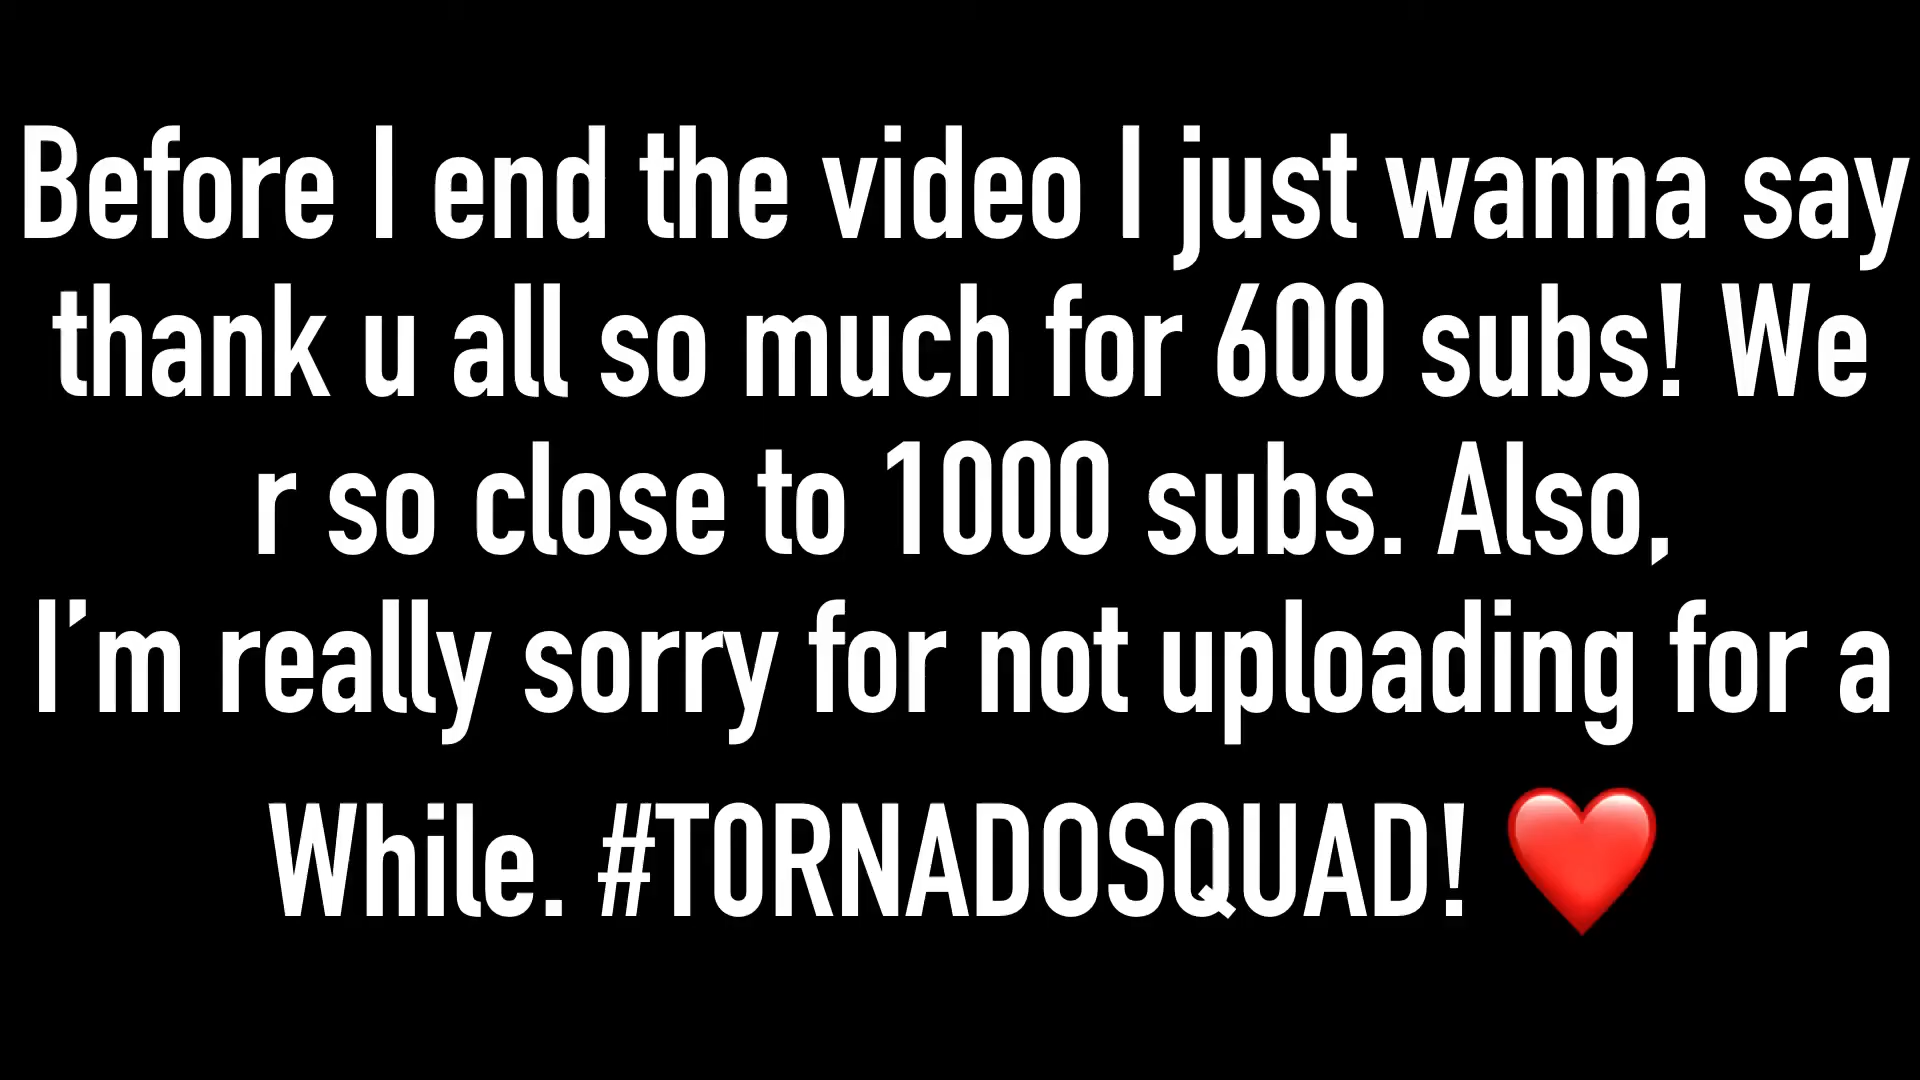 Before I end the video I just wanna say
thank u all so much for 600 subs! We
r so close to 1000 subs. Also,
I’m really sorry for not uploading for a
While. #TORNADOSQUAD! ❤️